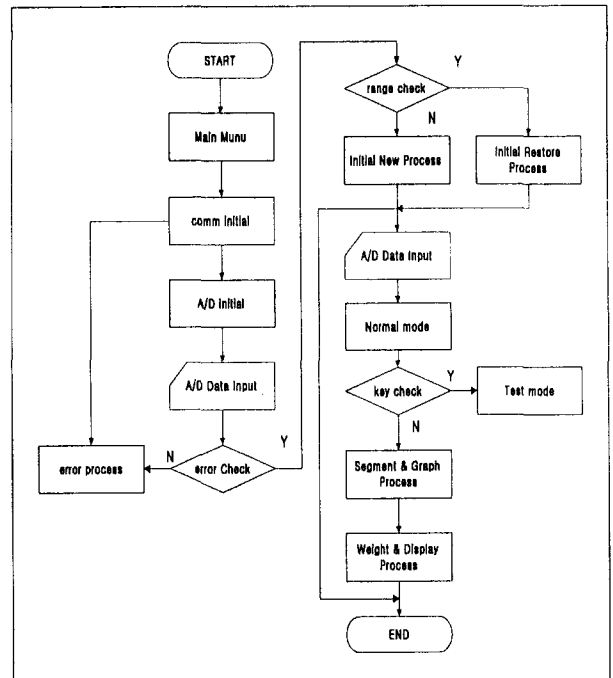 START
Main Munu
comm initial
A/D initial
A/D Data Input
error Check
N
Y
error process
range check
Y
N
Initial New Process
Initial Restore
Process
A/D Data Input
Normal mode
key check
Y
Test mode
N
Segment & Graph
Process
Weight & Display
Process
END